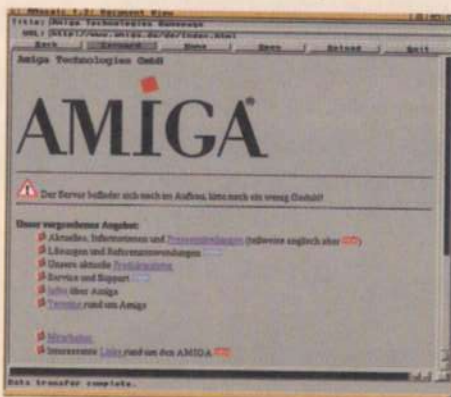 AMosaic 1.2: Document View
Title: Amiga Technologies Homepage
URL: http://www.amiga.de/de/index.html
Back Forward Home Open Reload Quit
Amiga Technologies GmbH
AMIGA®
Der Server befindet sich noch im Aufbau, bitte noch ein wenig Geduld!
Unser vorgesehenes Angebot:
Aktuelles, Informationen und Pressemitteilungen (teilweise englisch aber
Lösungen und Referenzanwendungen
Unsere aktuelle Produktpalette
Service und Support
Infos über Amiga
Termine rund um Amiga
Mitarbeiter
Interessante Links rund um den AMIGA
Data transfer complete.